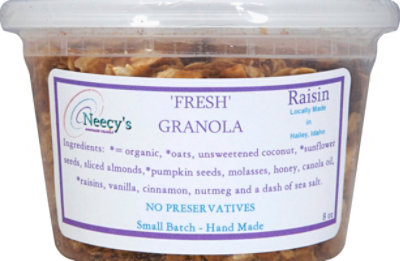 Neecy's
'FRESH'
GRANOLA
Raisin
Locally Made
in
Hailey, Idaho
Ingredients: *= organic, *oats, unsweetened coconut, *sunflower
seeds, sliced almonds,*pumpkin seeds, molasses, honey, canola oil,
*raisins, vanilla, cinnamon, nutmeg and a dash of sea salt.
NO PRESERVATIVES
Small Batch - Hand Made
8 oz